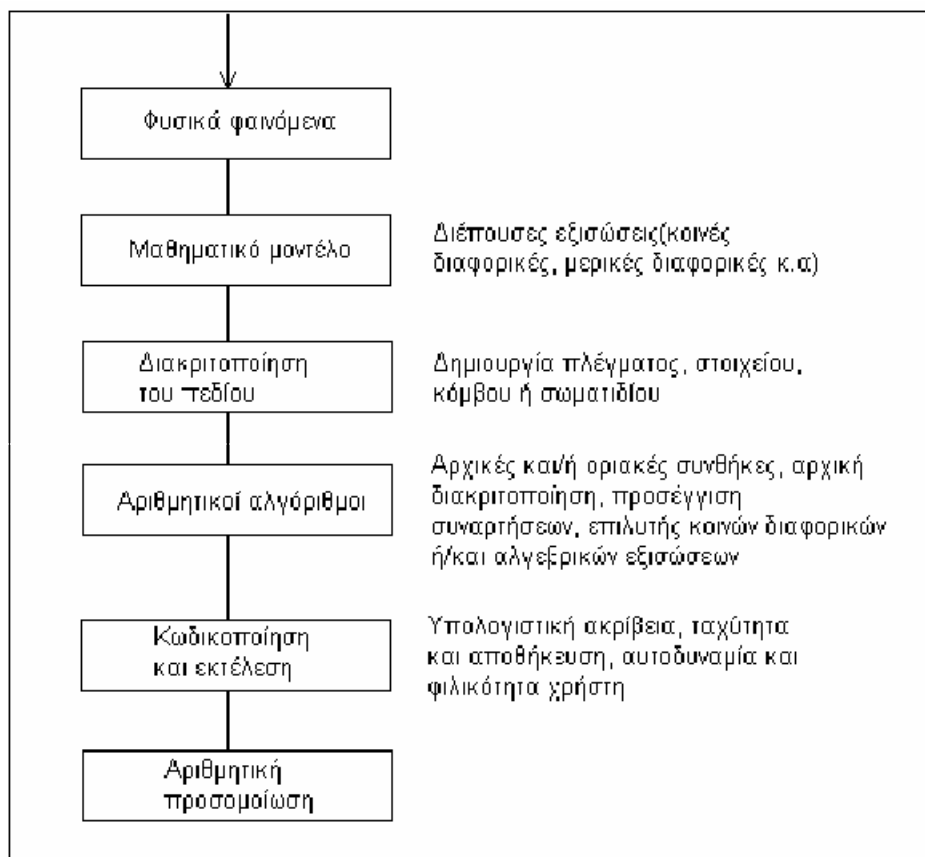 Φυσικά φαινόμενα
Μαθηματικό μοντέλο
Διέπουσες εξισώσεις(κοινές
διαφορικές, μερικές διαφορικές κ.α)
Διακριτοποίηση
του πεδίου
Δημιουργία πλέγματος, στοιχείου,
κόμβου ή σωματιδίου
Αριθμητικοί αλγόριθμοι
Αρχικές και/ή οριακές συνθήκες, αρχική
διακριτοποίηση, προσέγγιση
συναρτήσεων, επιλυτής κοινών διαφορικών
ή/και αλγεβρικών εξισώσεων
Κωδικοποίηση
και εκτέλεση
Υπολογιστική ακρίβεια, ταχύτητα
και αποθήκευση, αυτοδυναμία και
φιλικότητα χρήστη
Αριθμητική
προσομοίωση